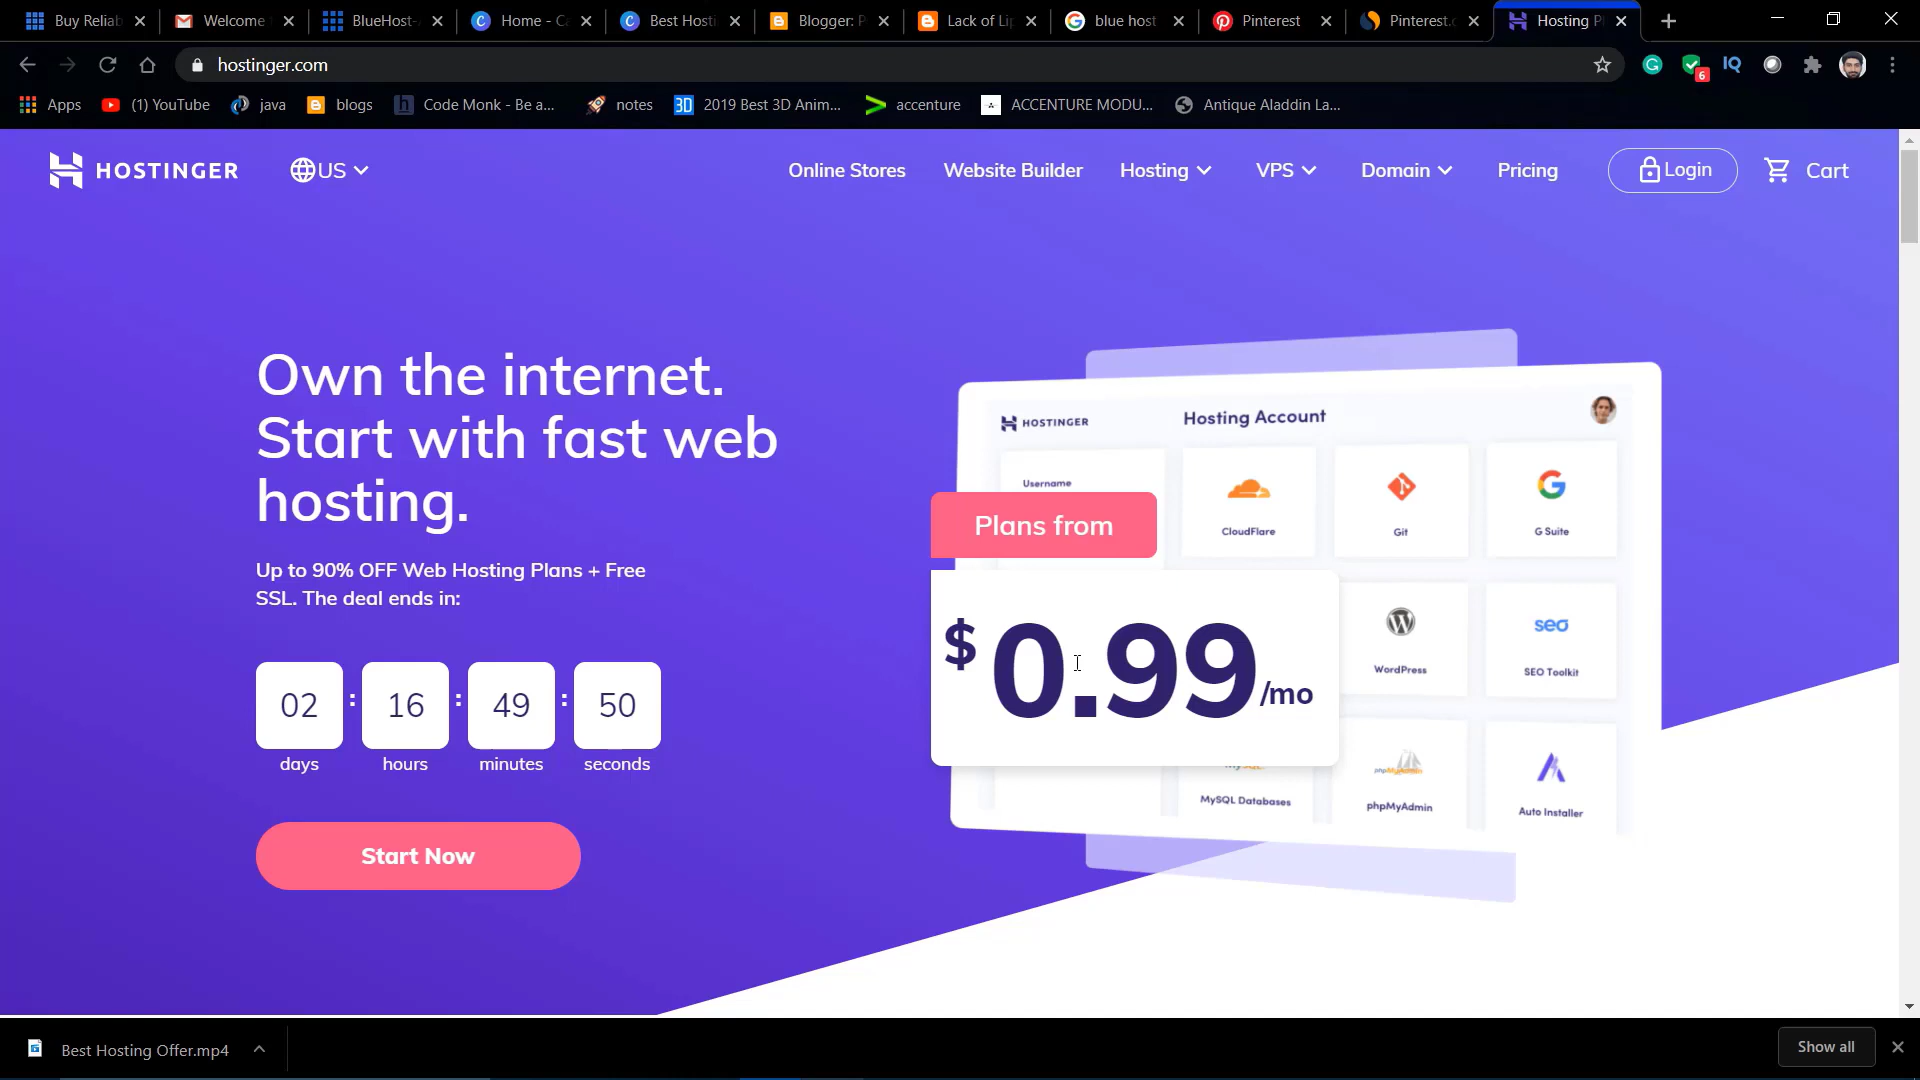 Buy Reliab
Welcome
BlueHost-
Home - Ca
Best Hosti
Blogger: P
Lack of Li
blue host
Pinterest
Pinterest.c
Hosting P
hostinger.com
6
IQ
Apps
(1) YouTube
java
blogs
Code Monk - Be a...
notes
3D
2019 Best 3D Anim...
accenture
ACCENTURE MODU...
Antique Aladdin La...
HOSTINGER
US
Online Stores
Website Builder
Hosting
VPS
Domain
Pricing
Login
Cart
Own the internet.
Start with fast web
hosting.
Up to 90% OFF Web Hosting Plans + Free
SSL. The deal ends in:
02 : 16 : 49 : 50
days hours minutes seconds
Start Now
HOSTINGER
Hosting Account
Username
Plans from
$0.99/mo
CloudFlare
Git
G Suite
WordPress
seo
SEO Toolkit
MySQL Databases
phpMyAdmin
phpMyAdmin
Auto Installer
Best Hosting Offer.mp4
Show all